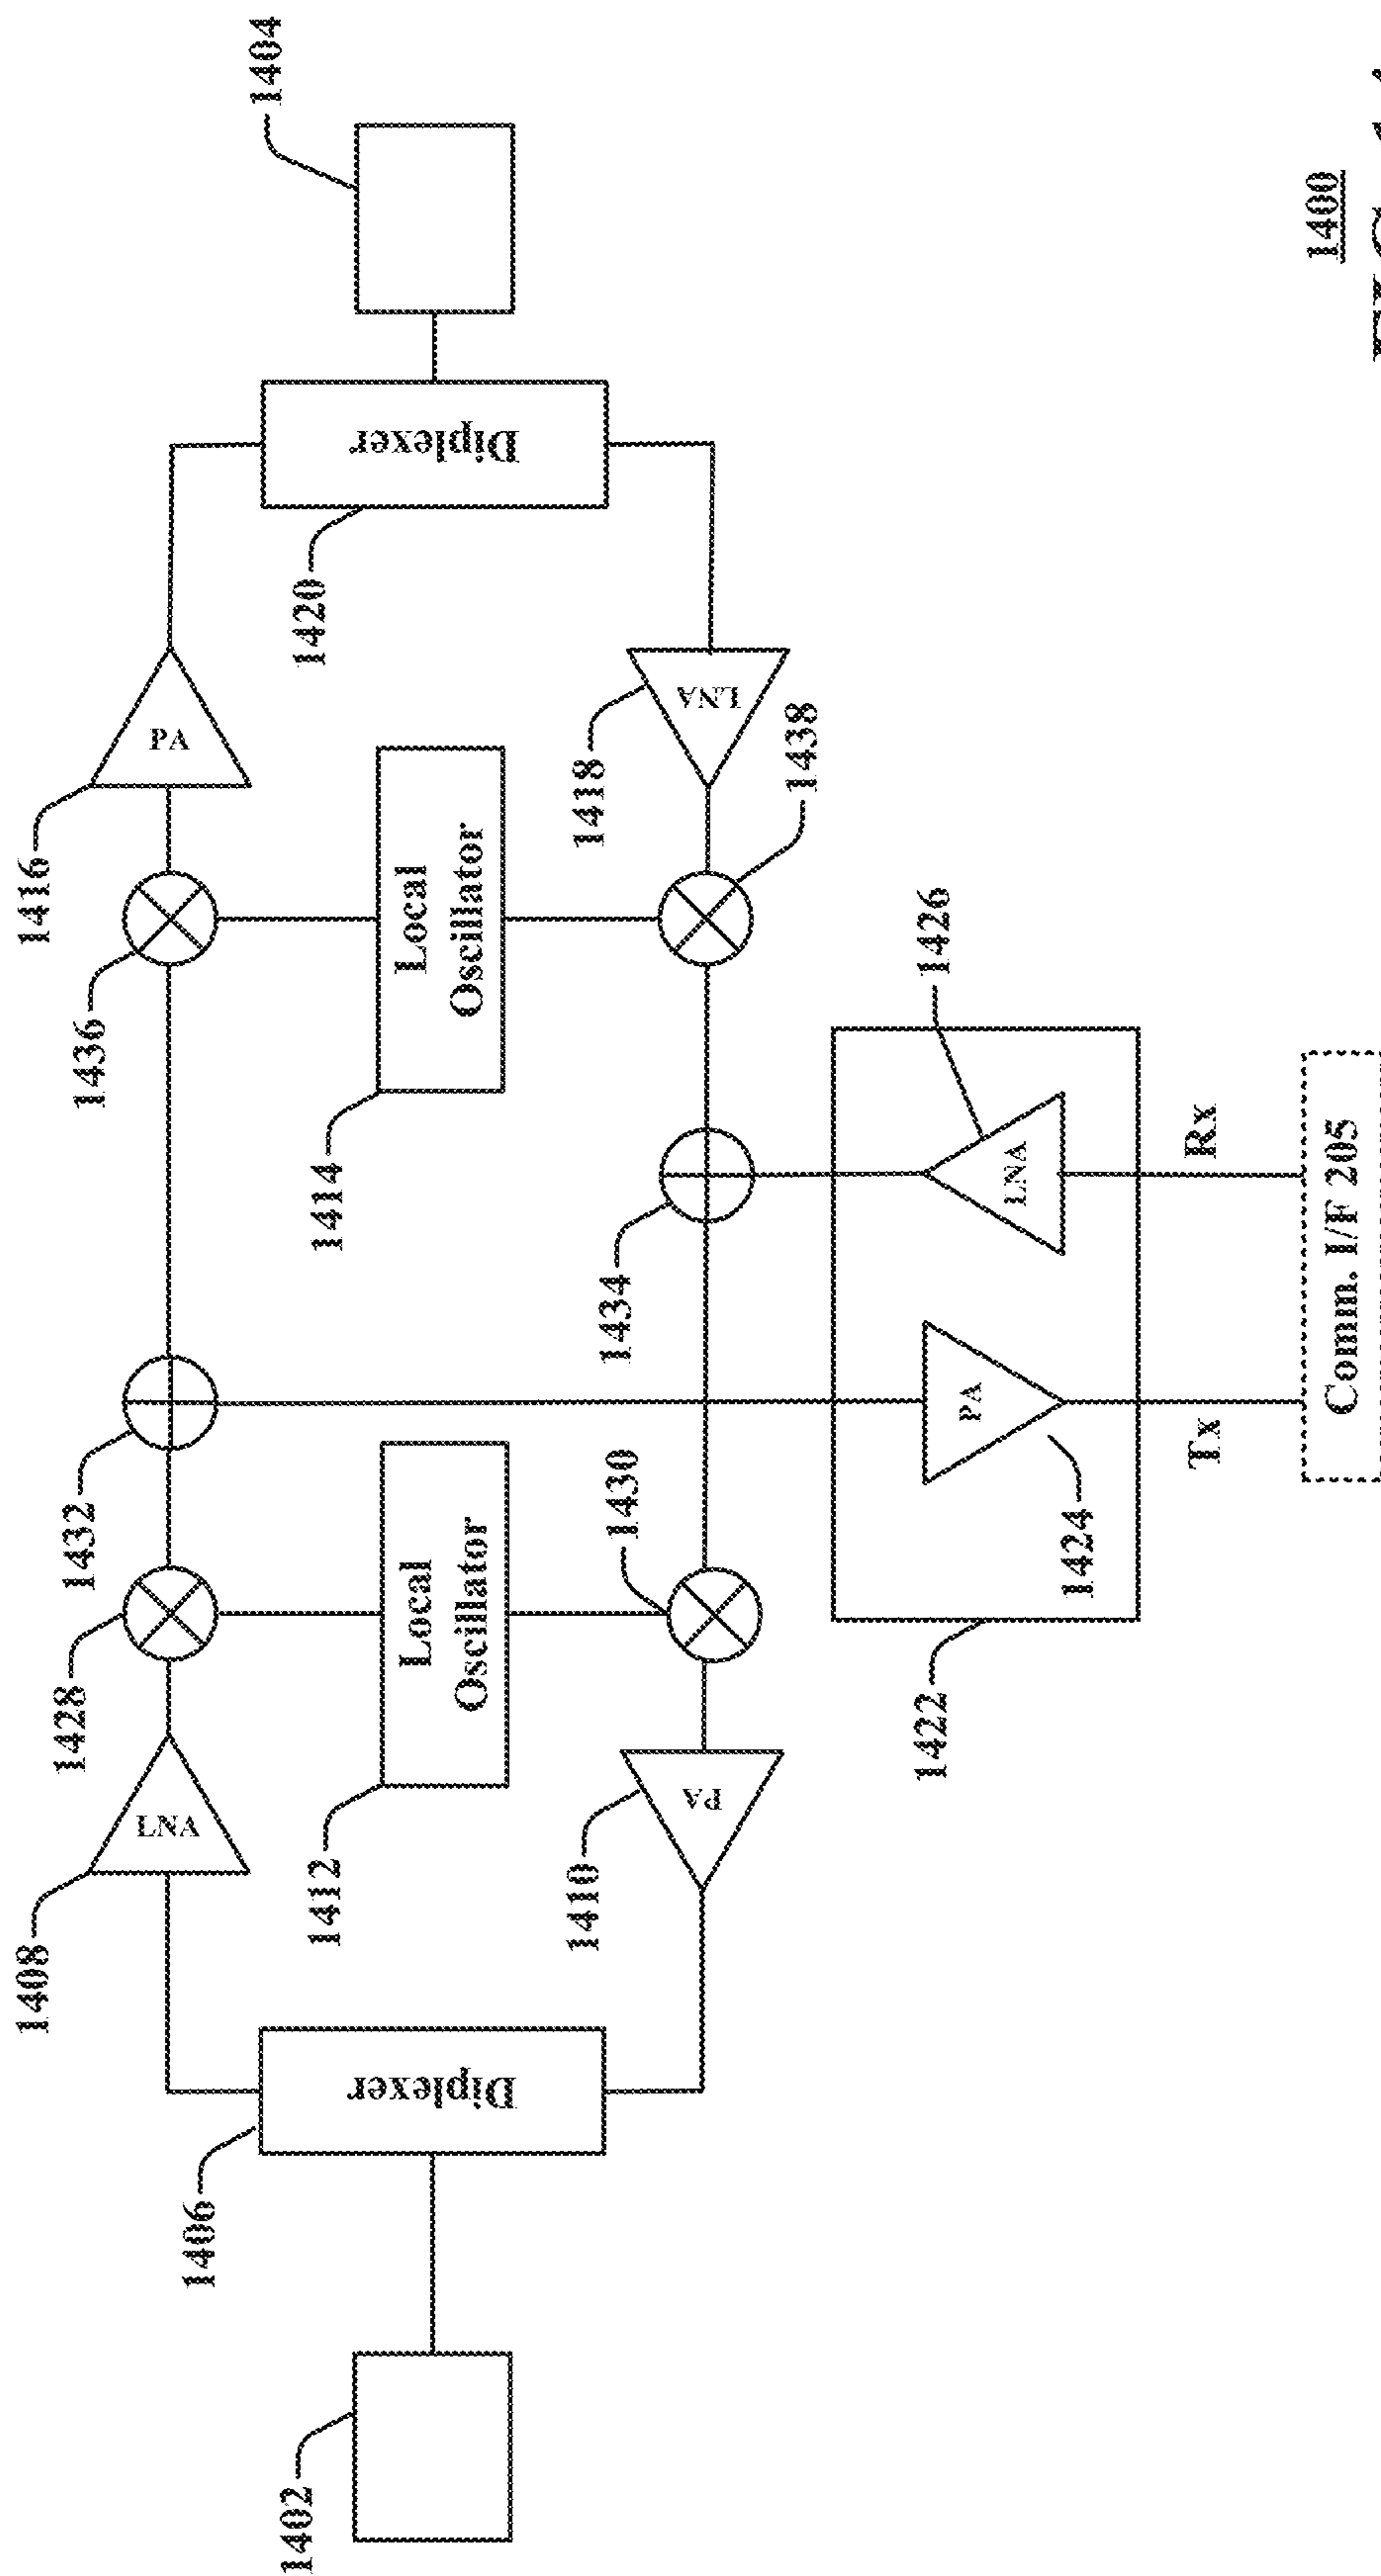 1408
1416
1428
1432
1436
LNA
PA
1406
1404
1402
1412
1414
1420
Diplexer
Local
Oscillator
Local
Oscillator
Diplexer
1410
1430
1434
1418
PA
LNA
1438
1422
1426
PA
LNA
1424
Tx
Rx
Comm. I/F 205
1400